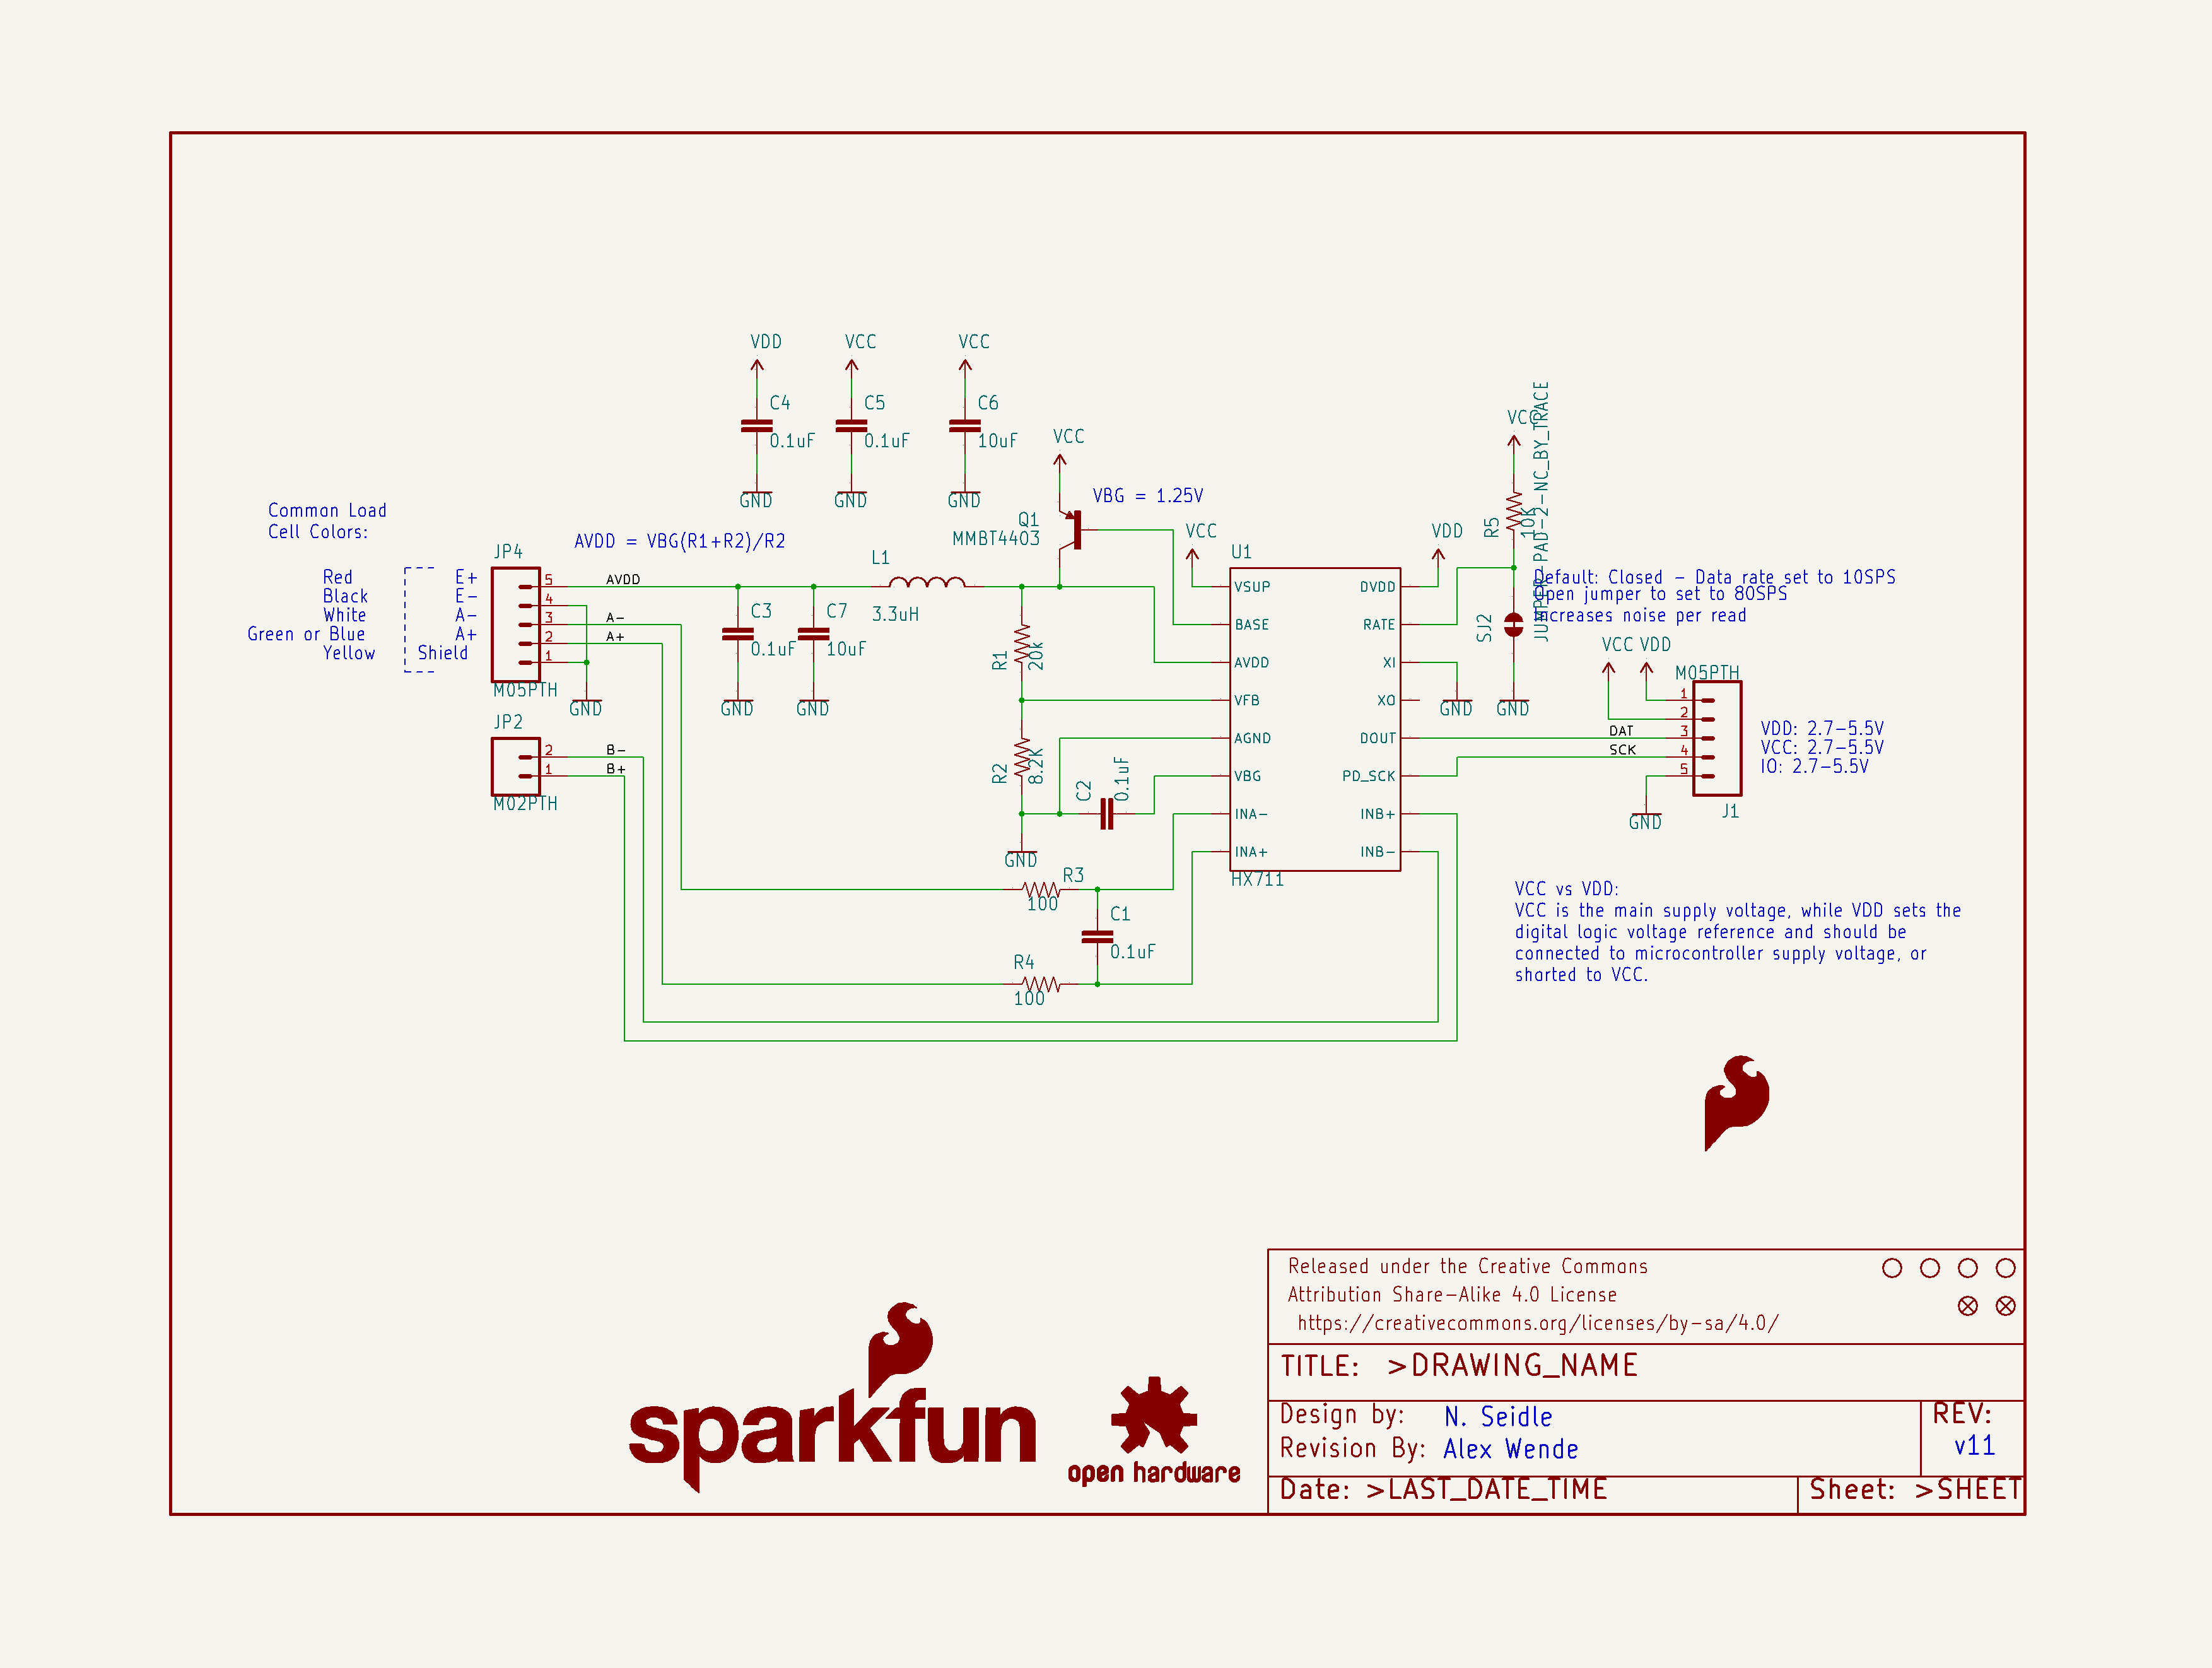 VDD
VCC
VCC
C4
0.1uF
C5
0.1uF
C6
10uF
GND
GND
GND
VCC
VBG = 1.25V
Q1
MMBT4403
VCC
R5
10K
JUMPER-PAD-2-NC_BY_TRACE
Common Load
Cell Colors:
AVDD = VBG(R1+R2)/R2
JP4
Red E+
Black E-
White A-
Green or Blue A+
Yellow Shield
5
4
3
2
1
M05PTH
AVDD
A-
A+
GND
JP2
2
1
M02PTH
B-
B+
C3
0.1uF
GND
C7
10uF
GND
L1
3.3uH
R1
20k
R2
8.2K
GND
C2
0.1uF
VCC
U1
VDD
VSUP
BASE
AVDD
VFB
AGND
VBG
INA-
INA+
DVDD
RATE
XI
XO
DOUT
PD_SCK
INB+
INB-
HX711
GND
SJ2
GND
Default: Closed - Data rate set to 10SPS
Open jumper to set to 80SPS
Increases noise per read
VCC VDD
M05PTH
1
2
3
4
5
DAT
SCK
GND
J1
VDD: 2.7-5.5V
VCC: 2.7-5.5V
IO: 2.7-5.5V
R3
100
C1
0.1uF
R4
100
VCC vs VDD:
VCC is the main supply voltage, while VDD sets the
digital logic voltage reference and should be
connected to microcontroller supply voltage, or
shorted to VCC.
sparkfun
open hardware
Released under the Creative Commons
Attribution Share-Alike 4.0 License
https://creativecommons.org/licenses/by-sa/4.0/
TITLE: >DRAWING_NAME
Design by: N. Seidle
Revision By: Alex Wende
REV:
v11
Date: >LAST_DATE_TIME
Sheet: >SHEET